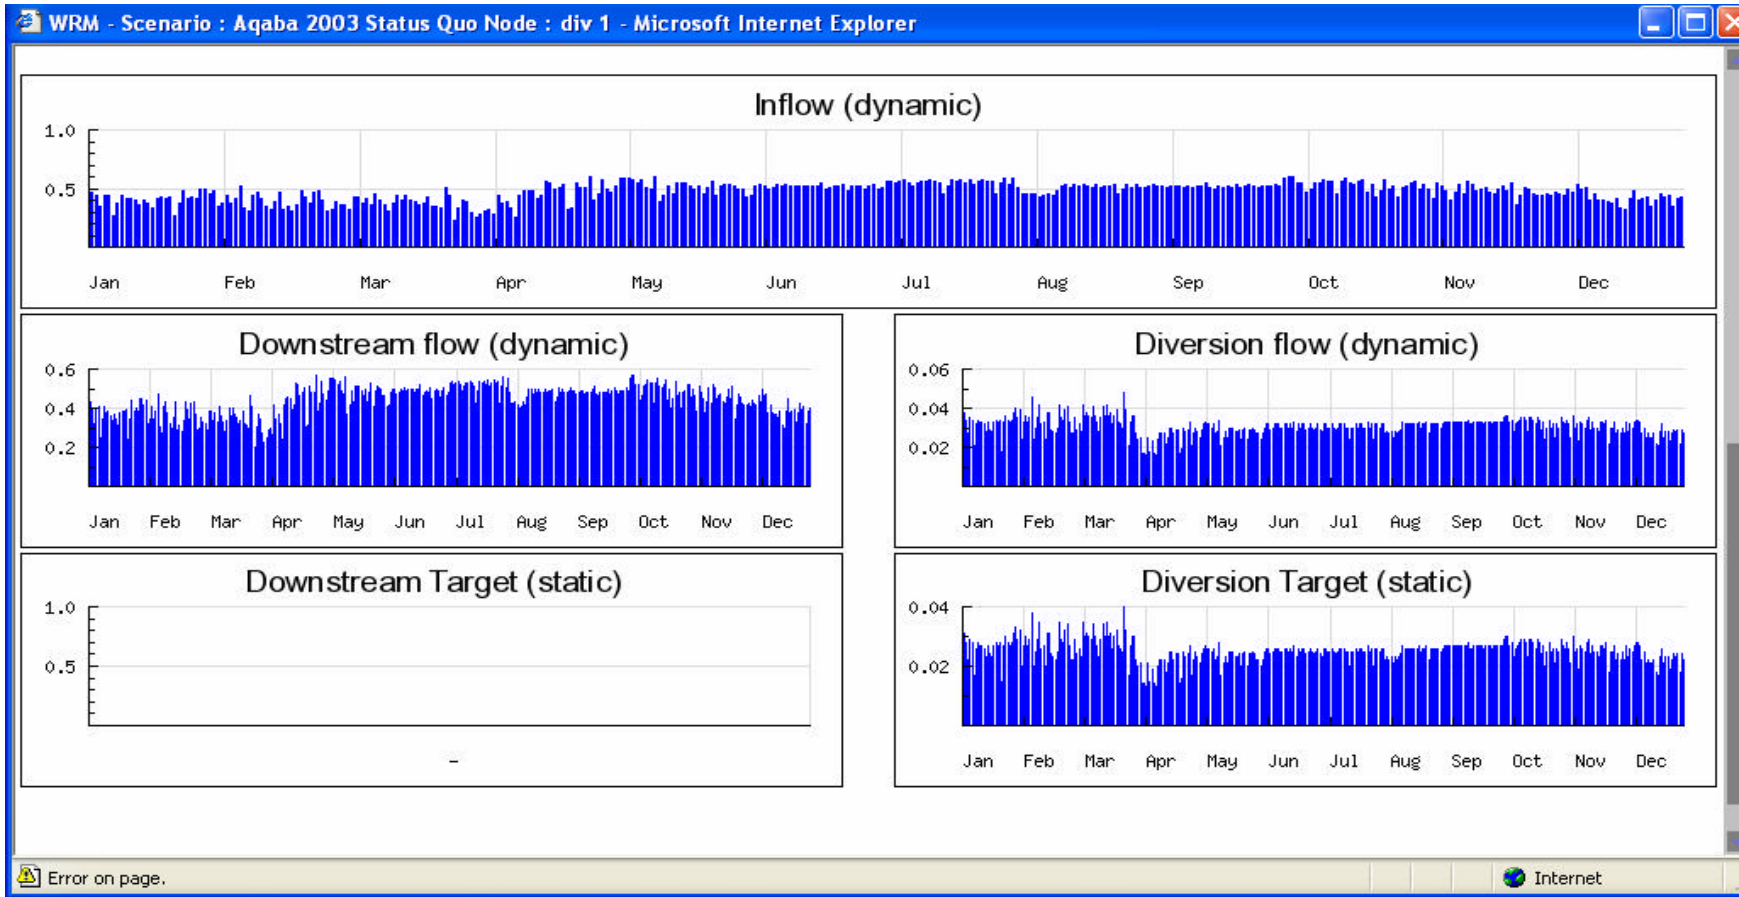 WRM - Scenario : Aqaba 2003 Status Quo Node : div 1 - Microsoft Internet Explorer
Inflow (dynamic)
1.0
0.5
Jan Feb Mar Apr May Jun Jul Aug Sep Oct Nov Dec
Downstream flow (dynamic)
0.6
0.4
0.2
Jan Feb Mar Apr May Jun Jul Aug Sep Oct Nov Dec
Diversion flow (dynamic)
0.06
0.04
0.02
Jan Feb Mar Apr May Jun Jul Aug Sep Oct Nov Dec
Downstream Target (static)
1.0
0.5
-
Diversion Target (static)
0.04
0.02
Jan Feb Mar Apr May Jun Jul Aug Sep Oct Nov Dec
Error on page.
Internet